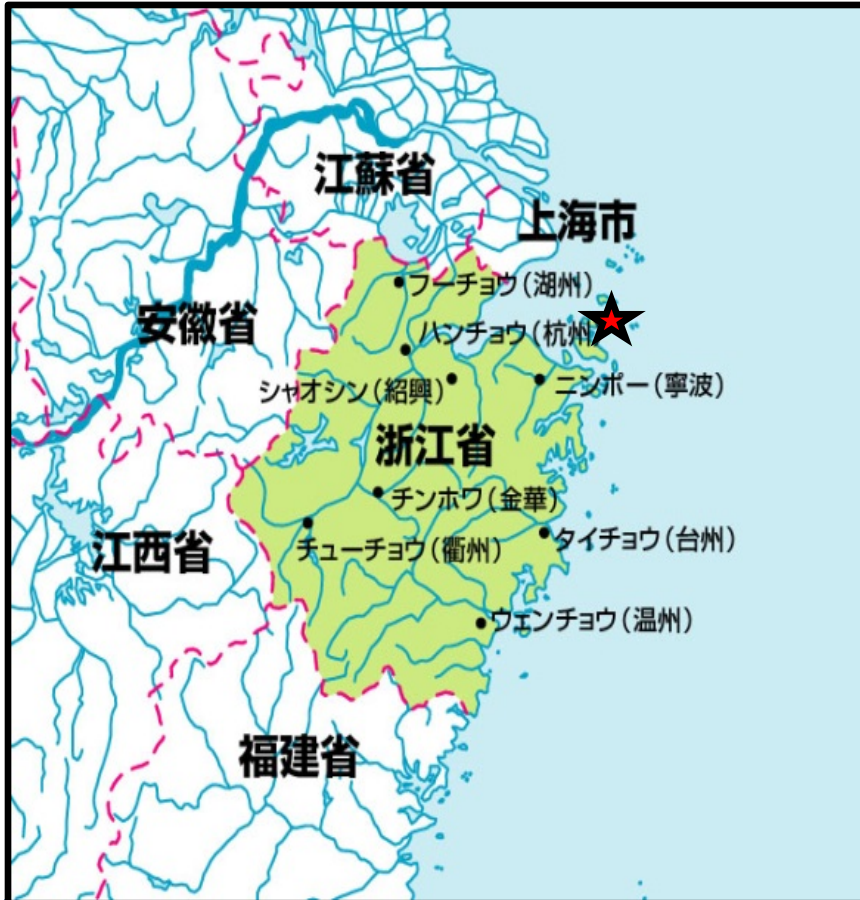 江蘇省
上海市
フーチョウ（湖州）
安徽省
ハンチョウ（杭州
シャオシン（紹興）
ニンポー（寧波）
浙江省
チンホワ（金華）
江西省
チューチョウ（衢州）
タイチョウ（台州）
ウェンチョウ（温州）
福建省